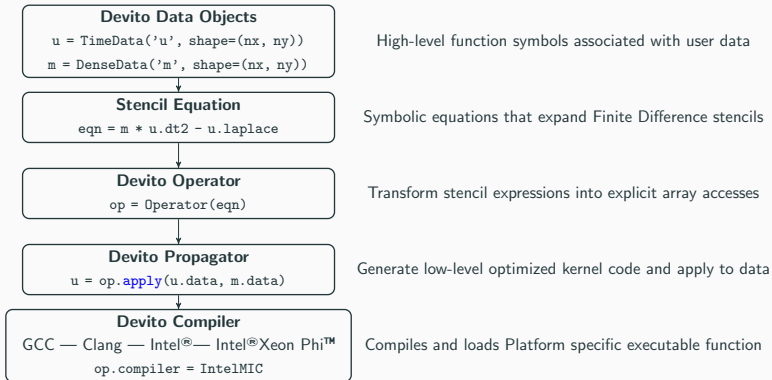 Devito Data Objects
u = TimeData('u', shape=(nx, ny))
m = DenseData('m', shape=(nx, ny))
High-level function symbols associated with user data
Stencil Equation
eqn = m * u.dt2 - u.laplace
Symbolic equations that expand Finite Difference stencils
Devito Operator
op = Operator(eqn)
Transform stencil expressions into explicit array accesses
Devito Propagator
u = op.apply(u.data, m.data)
Generate low-level optimized kernel code and apply to data
Devito Compiler
GCC — Clang — Intel®— Intel®Xeon Phi™
op.compiler = IntelMIC
Compiles and loads Platform specific executable function